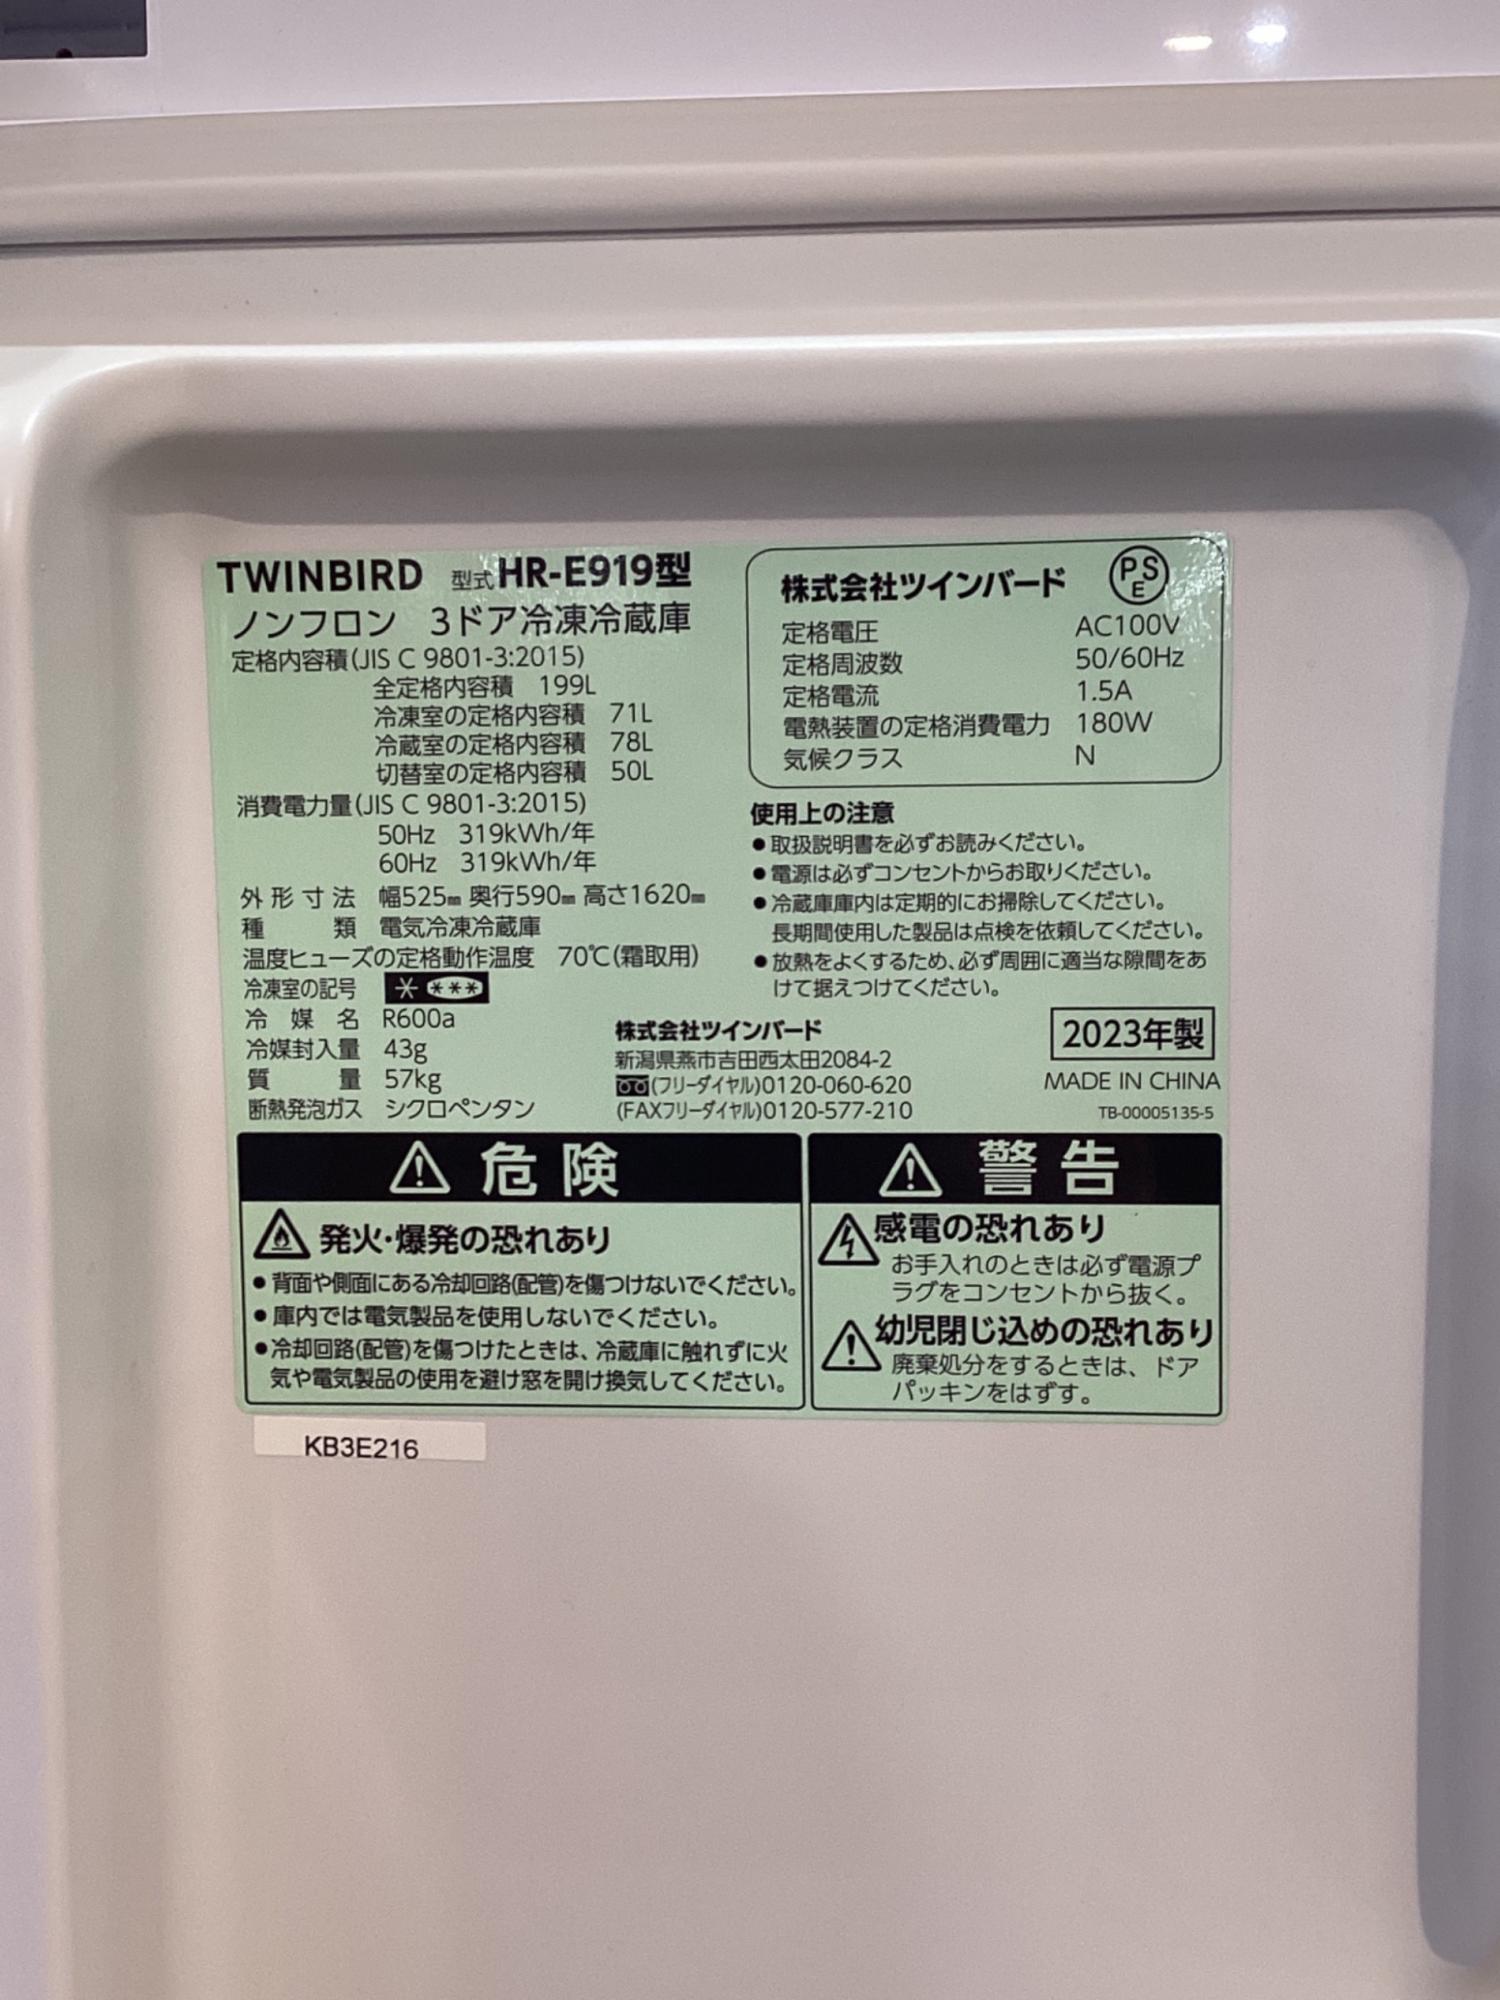 TWINBIRD 型式 HR-E919型
ノンフロン 3ドア冷凍冷蔵庫
定格内容積(JIS C 9801-3:2015)
全定格内容積 199L
冷凍室の定格内容積 71L
冷蔵室の定格内容積 78L
切替室の定格内容積 50L
消費電力量(JIS C 9801-3:2015)
50Hz 319kWh/年
60Hz 319kWh/年
外形寸法 幅525㎜ 奥行590㎜ 高さ1620㎜
種類 電気冷凍冷蔵庫
温度ヒューズの定格動作温度 70℃(霜取用)
冷凍室の記号 * ***
冷媒名 R600a
冷媒封入量 43g
質量 57kg
断熱発泡ガス シクロペンタン
株式会社ツインバード PSE
定格電圧 AC100V
定格周波数 50/60Hz
定格電流 1.5A
電熱装置の定格消費電力 180W
気候クラス N
使用上の注意
●取扱説明書を必ずお読みください。
●電源は必ずコンセントからお取りください。
●冷蔵庫庫内は定期的にお掃除してください。
長期間使用した製品は点検を依頼してください。
●放熱をよくするため、必ず周囲に適当な隙間をあ
けて据えつけてください。
株式会社ツインバード
新潟県燕市吉田西太田2084-2
(フリーダイヤル)0120-060-620
(FAXフリーダイヤル)0120-577-210
2023年製
MADE IN CHINA
TB-00005135-5
危険
発火・爆発の恐れあり
●背面や側面にある冷却回路(配管)を傷つけないでください。
●庫内では電気製品を使用しないでください。
●冷却回路(配管)を傷つけたときは、冷蔵庫に触れずに火
気や電気製品の使用を避け窓を開け換気してください。
警告
感電の恐れあり
お手入れのときは必ず電源プ
ラグをコンセントから抜く。
幼児閉じ込めの恐れあり
廃棄処分をするときは、ドア
パッキンをはずす。
KB3E216